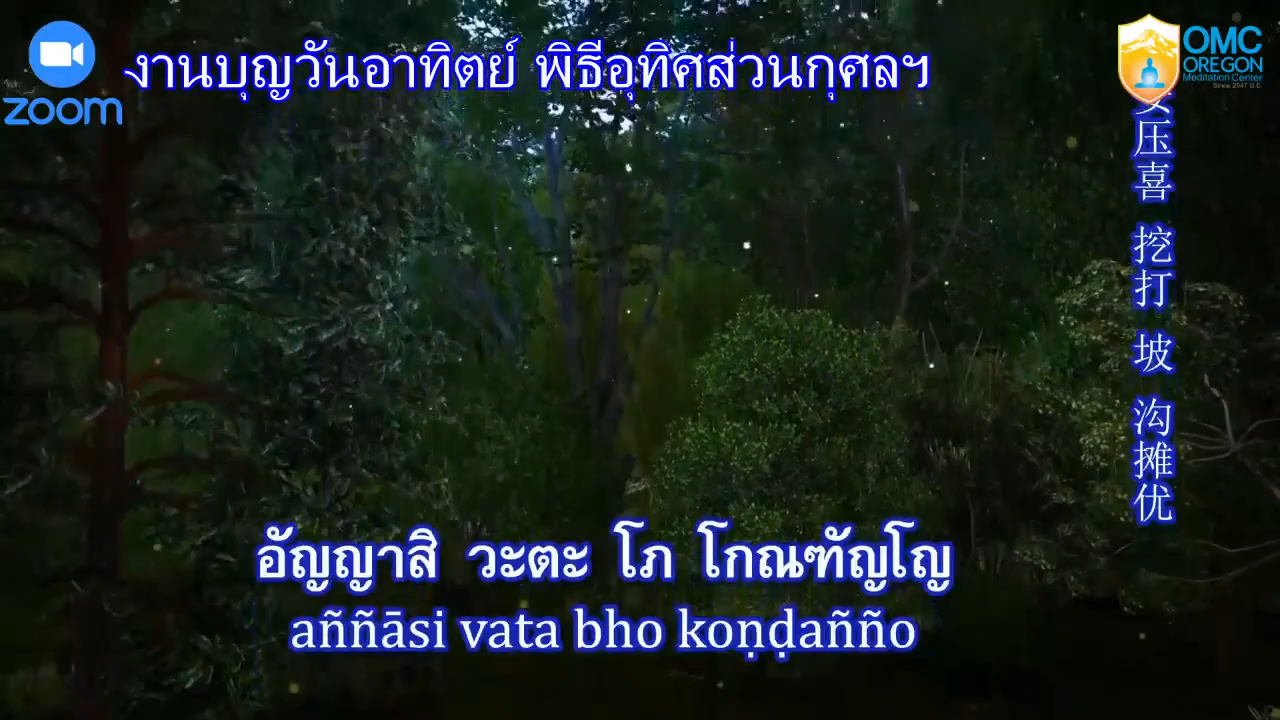 zoom
งานบุญวันอาทิตย์ พิธีอุทิศส่วนกุศลฯ
OMC
OREGON
Meditation Center
Since 2547 B.E.
压喜 挖打 坡 沟摊优
อัญญาสิ วะตะ โภ โกณฑัญโญ
aññāsi vata bho koṇḍañño